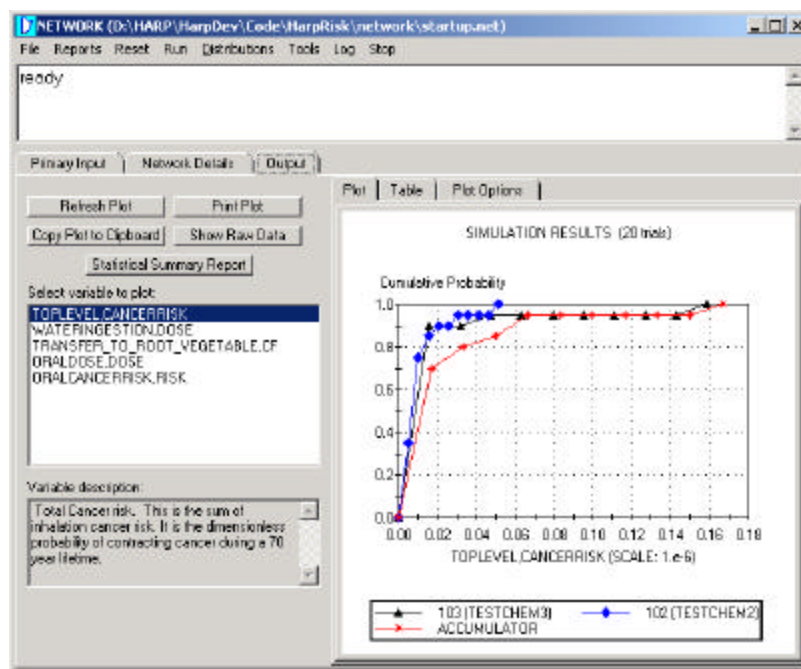 NETWORK (D:\HARP\HarpDev\Code\HarpRisk\network\startup.net)
File Reports Reset Run Distributions Tools Log Stop
ready
Primary Input Network Details Output
Refresh Plot Print Plot
Copy Plot to Clipboard Show Raw Data
Statistical Summary Report
Select variable to plot:
TOPLEVEL,CANCERRISK
WATERINGESTION,DOSE
TRANSFER_TO_ROOT_VEGETABLE,CF
ORALDOSE,DOSE
ORALCANCERRISK,RISK
Variable description:
Total Cancer risk. This is the sum of
inhalation cancer risk. It is the dimensionless
probability of contracting cancer during a 70
year lifetime.
Plot Table Plot Options
SIMULATION RESULTS (20 trials)
Cumulative Probability
1.0
0.8
0.6
0.4
0.2
0.0
0.00 0.02 0.04 0.06 0.08 0.10 0.12 0.14 0.16 0.18
TOPLEVEL,CANCERRISK (SCALE: 1.e-6)
103 (TESTCHEM3) 102 (TESTCHEM2)
ACCUMULATOR